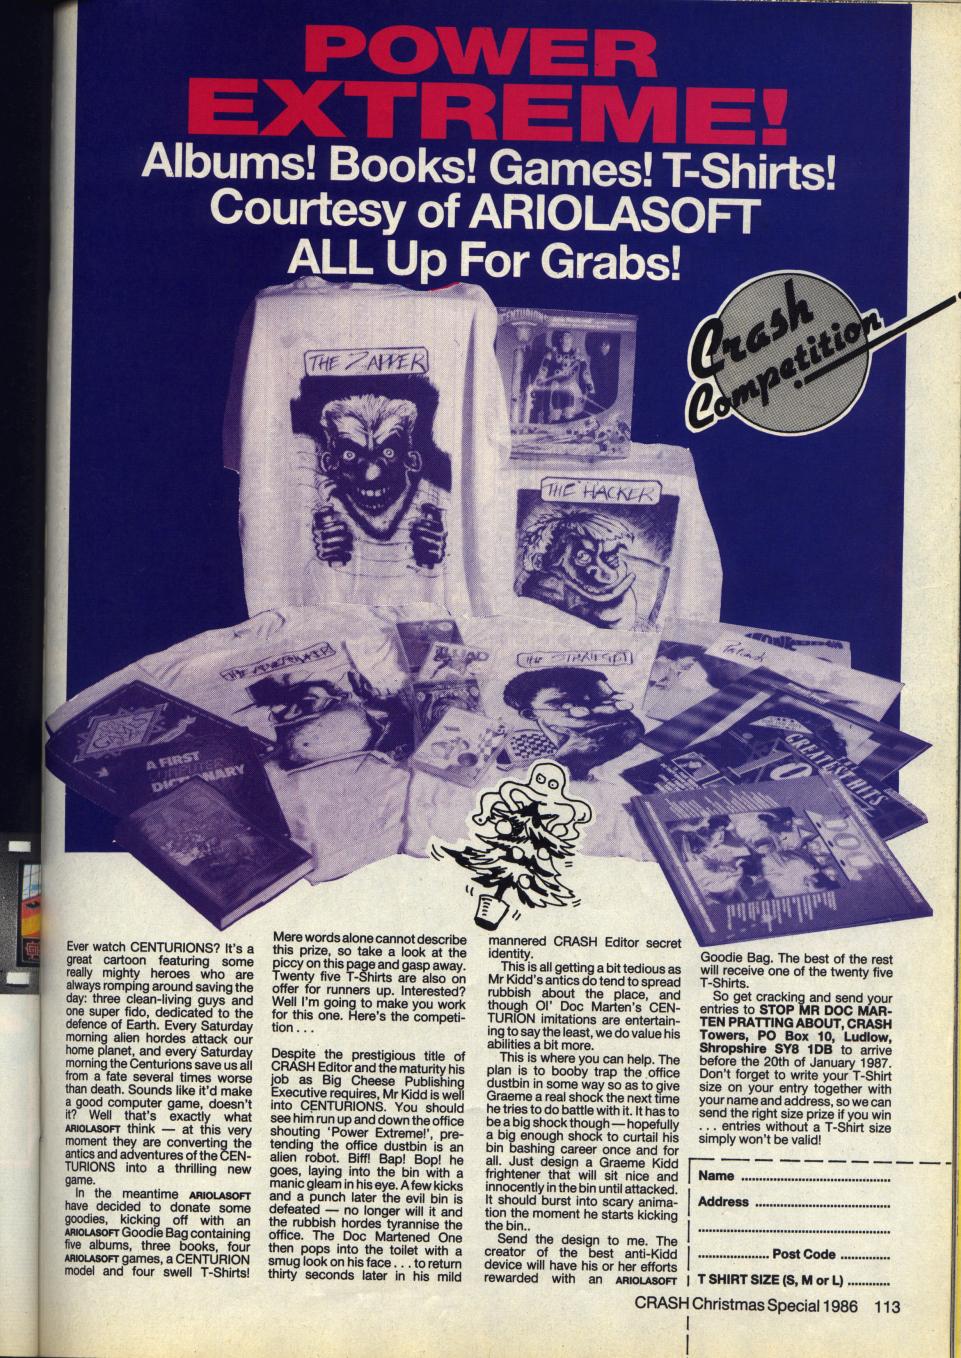 POWER
EXTREME!
Albums! Books! Games! T-Shirts!
Courtesy of ARIOLASOFT
ALL Up For Grabs!
Crash
Competition
THE ZAPPER
THE HACKER
THE STRATEGIST
A FIRST
COMPUTER
DICTIONARY
GREATEST HITS
Ever watch CENTURIONS? It's a
great cartoon featuring some
really mighty heroes who are
always romping around saving the
day: three clean-living guys and
one super fido, dedicated to the
defence of Earth. Every Saturday
morning alien hordes attack our
home planet, and every Saturday
morning the Centurions save us all
from a fate several times worse
than death. Sounds like it'd make
a good computer game, doesn't
it? Well that's exactly what
ARIOLASOFT think — at this very
moment they are converting the
antics and adventures of the CEN-
TURIONS into a thrilling new
game.
In the meantime ARIOLASOFT
have decided to donate some
goodies, kicking off with an
ARIOLASOFT Goodie Bag containing
five albums, three books, four
ARIOLASOFT games, a CENTURION
model and four swell T-Shirts!
Mere words alone cannot describe
this prize, so take a look at the
piccy on this page and gasp away.
Twenty five T-Shirts are also on
offer for runners up. Interested?
Well I'm going to make you work
for this one. Here's the competi-
tion . . .
Despite the prestigious title of
CRASH Editor and the maturity his
job as Big Cheese Publishing
Executive requires, Mr Kidd is well
into CENTURIONS. You should
see him run up and down the office
shouting 'Power Extreme!', pre-
tending the office dustbin is an
alien robot. Biff! Bap! Bop! he
goes, laying into the bin with a
manic gleam in his eye. A few kicks
and a punch later the evil bin is
defeated — no longer will it and
the rubbish hordes tyrannise the
office. The Doc Martened One
then pops into the toilet with a
smug look on his face . . . to return
thirty seconds later in his mild
mannered CRASH Editor secret
identity.
This is all getting a bit tedious as
Mr Kidd's antics do tend to spread
rubbish about the place, and
though Ol' Doc Marten's CEN-
TURION imitations are entertain-
ing to say the least, we do value his
abilities a bit more.
This is where you can help. The
plan is to booby trap the office
dustbin in some way so as to give
Graeme a real shock the next time
he tries to do battle with it. It has to
be a big shock though — hopefully
a big enough shock to curtail his
bin bashing career once and for
all. Just design a Graeme Kidd
frightener that will sit nice and
innocently in the bin until attacked.
It should burst into scary anima-
tion the moment he starts kicking
the bin..
Send the design to me. The
creator of the best anti-Kidd
device will have his or her efforts
rewarded with an ARIOLASOFT
Goodie Bag. The best of the rest
will receive one of the twenty five
T-Shirts.
So get cracking and send your
entries to STOP MR DOC MAR-
TEN PRATTING ABOUT, CRASH
Towers, PO Box 10, Ludlow,
Shropshire SY8 1DB to arrive
before the 20th of January 1987.
Don't forget to write your T-Shirt
size on your entry together with
your name and address, so we can
send the right size prize if you win
. . . entries without a T-Shirt size
simply won't be valid!
Name
Address
Post Code
T SHIRT SIZE (S, M or L)
CRASH Christmas Special 1986 113